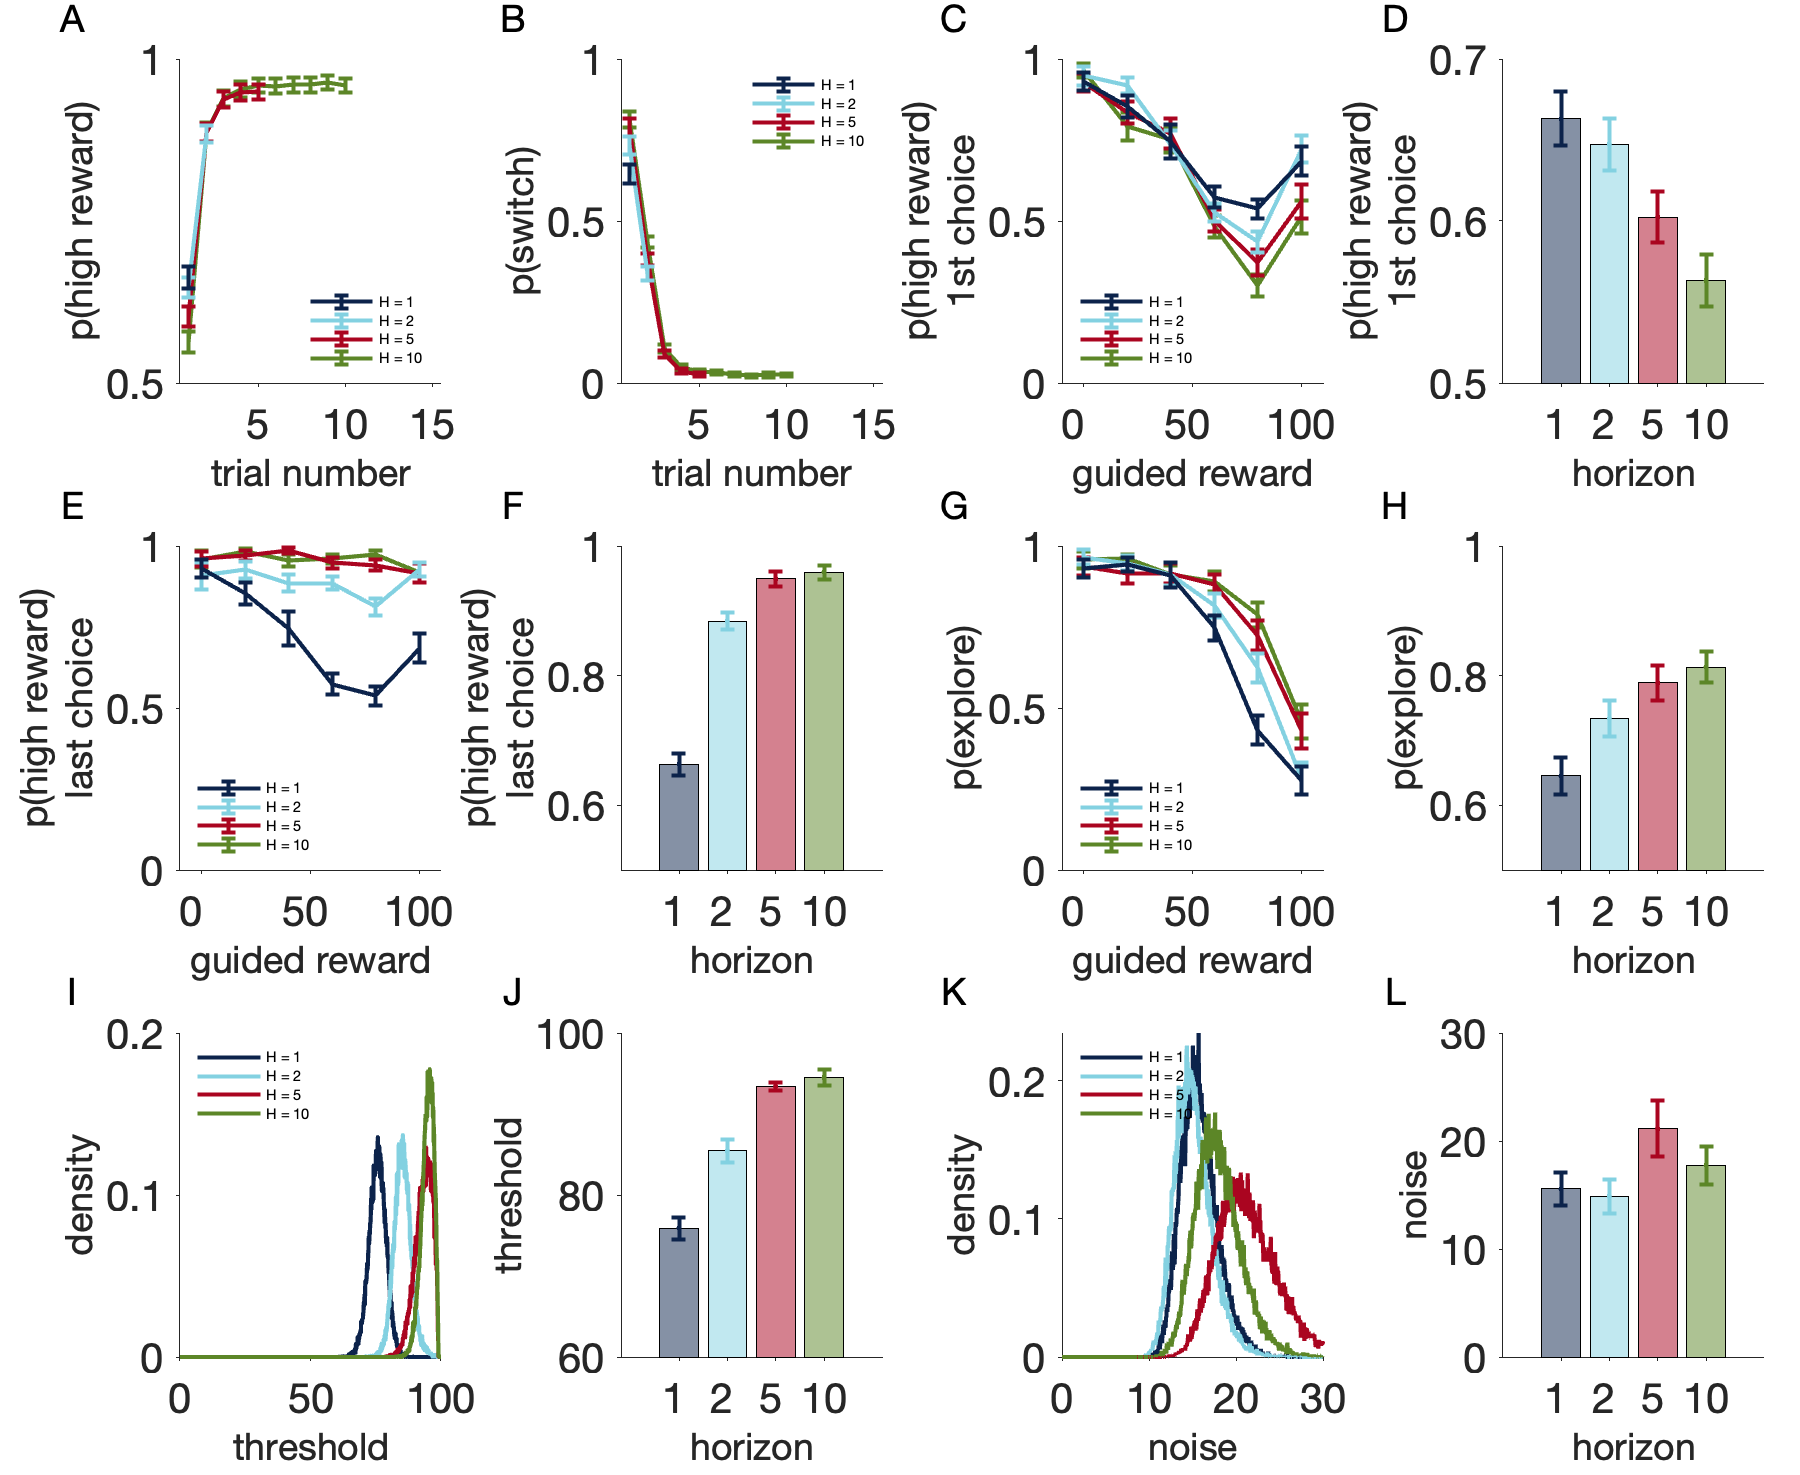 A
p(high reward)
1
0.5
5 10 15
trial number
H = 1
H = 2
H = 5
H = 10
B
p(switch)
1
0.5
0
5 10 15
trial number
H = 1
H = 2
H = 5
H = 10
C
p(high reward)
1st choice
1
0.5
0
0 50 100
guided reward
H = 1
H = 2
H = 5
H = 10
D
p(high reward)
1st choice
0.7
0.6
0.5
1 2 5 10
horizon
E
p(high reward)
last choice
1
0.5
0
0 50 100
guided reward
H = 1
H = 2
H = 5
H = 10
F
p(high reward)
last choice
1
0.8
0.6
1 2 5 10
horizon
G
p(explore)
1
0.5
0
0 50 100
guided reward
H = 1
H = 2
H = 5
H = 10
H
p(explore)
1
0.8
0.6
1 2 5 10
horizon
I
density
0.2
0.1
0
0 50 100
threshold
H = 1
H = 2
H = 5
H = 10
J
threshold
100
80
60
1 2 5 10
horizon
K
density
0.2
0.1
0
0 10 20 30
noise
H = 1
H = 2
H = 5
H = 10
L
noise
30
20
10
0
1 2 5 10
horizon